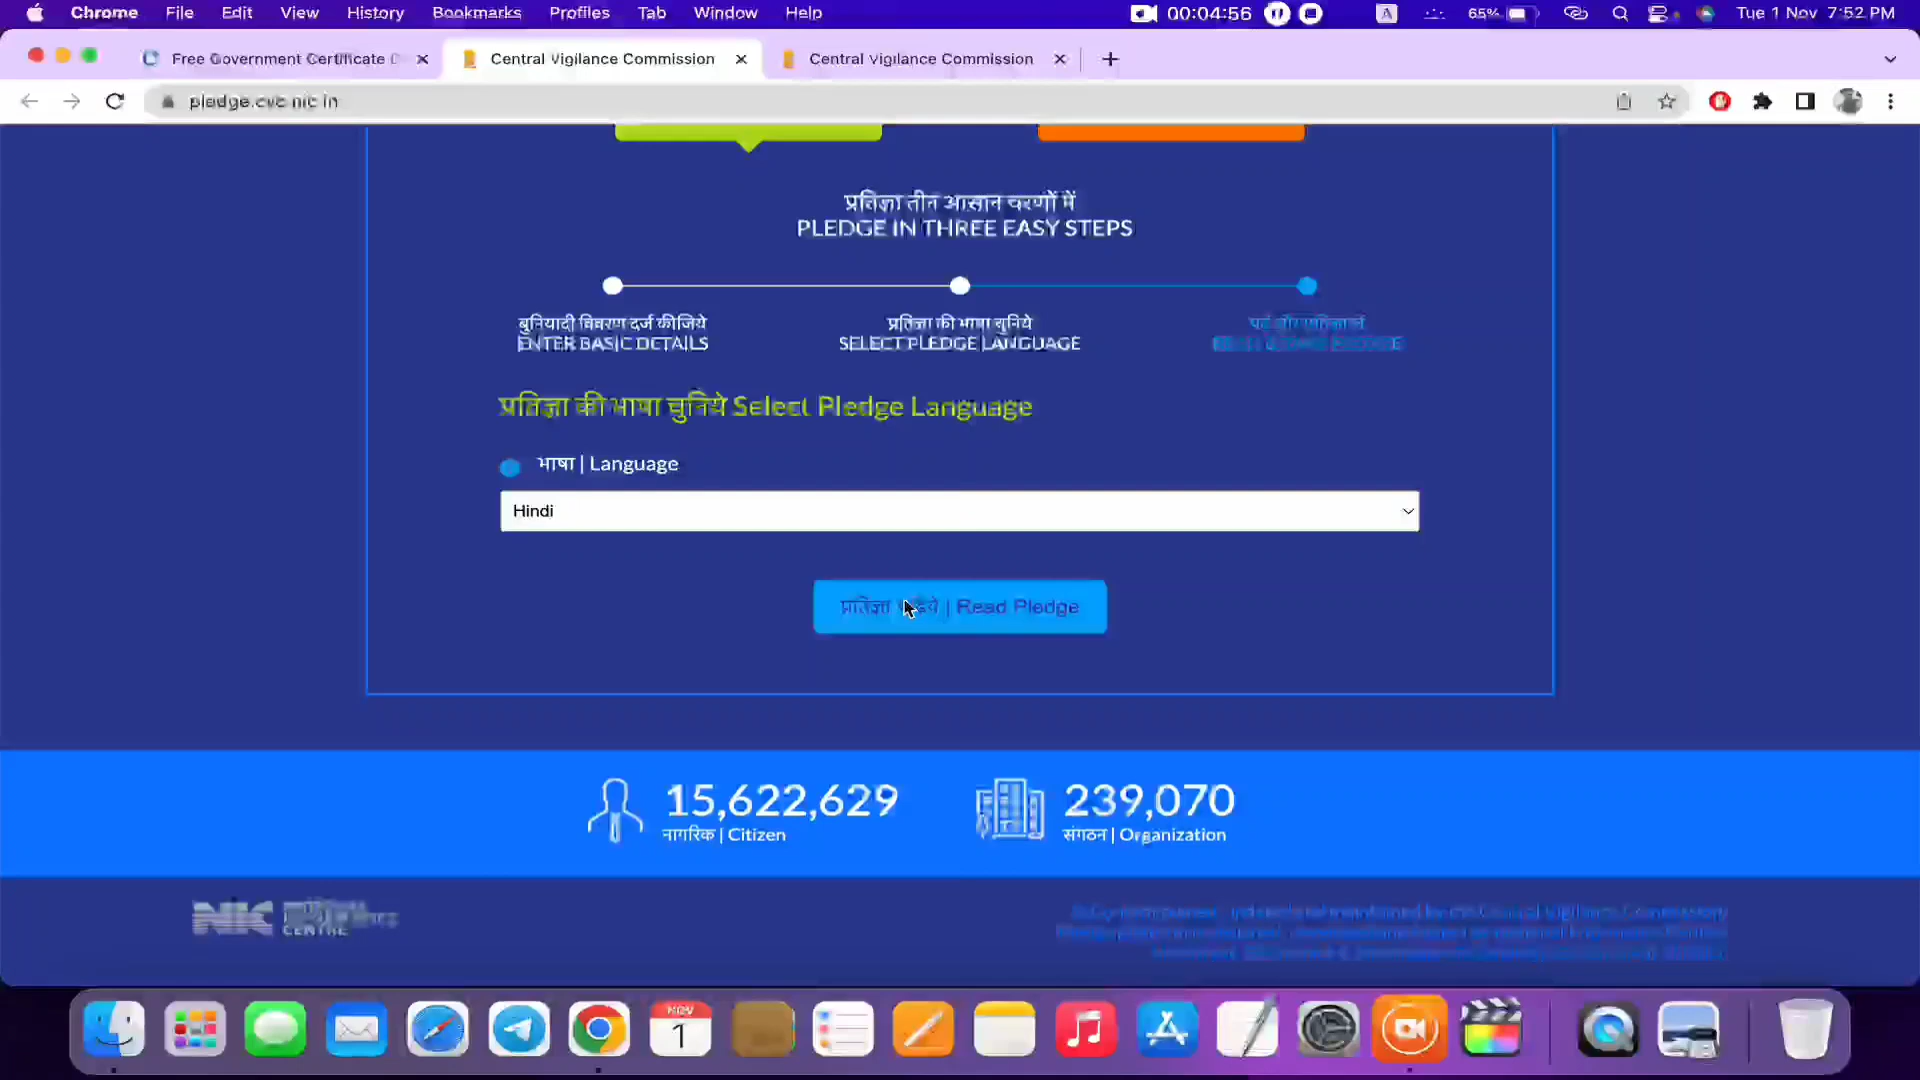 Chrome File Edit View History Bookmarks Profiles Tab Window Help 00:04:56 A 65% Tue 1 Nov 7:52 PM
Free Government Certificate Central Vigilance Commission Central Vigilance Commission
pledge.cvc.nic.in
प्रतिज्ञा तीन आसान चरणों में
PLEDGE IN THREE EASY STEPS
बुनियादी विवरण दर्ज कीजिये
ENTER BASIC DETAILS
प्रतिज्ञा की भाषा चुनिये
SELECT PLEDGE LANGUAGE
प्रतिज्ञा की भाषा चुनिये Select Pledge Language
भाषा | Language
Hindi
प्रतिज्ञा | Read Pledge
15,622,629
नागरिक | Citizen
239,070
संगठन | Organization
NIC
CENTRE
NOV
1